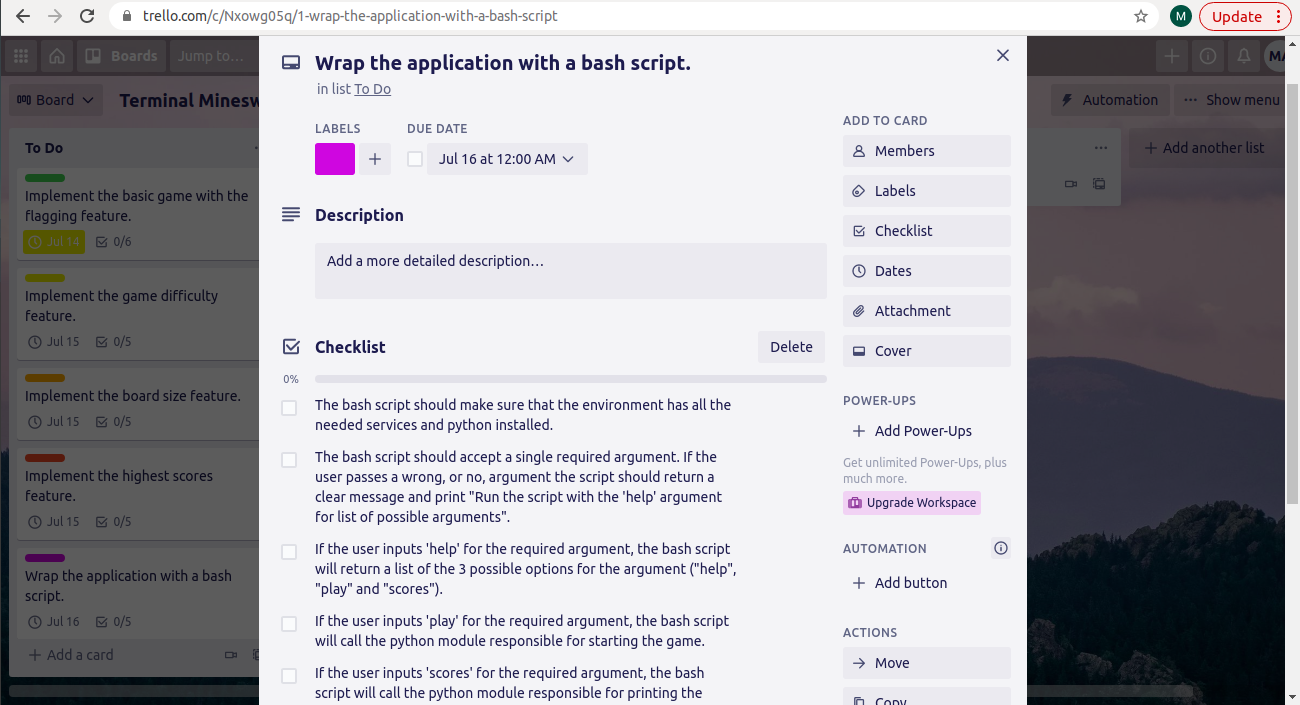 trello.com/c/Nxowg05q/1-wrap-the-application-with-a-bash-script
M
Update
Boards
Jump to…
MA
Board
Terminal Minesw
Automation
Show menu
To Do
Implement the basic game with the
flagging feature.
Jul 14
0/6
Implement the game difficulty
feature.
Jul 15
0/5
Implement the board size feature.
Jul 15
0/5
Implement the highest scores
feature.
Jul 15
0/5
Wrap the application with a bash
script.
Jul 16
0/5
Add a card
Wrap the application with a bash script.
in list To Do
LABELS
DUE DATE
Jul 16 at 12:00 AM
Description
Add a more detailed description…
Checklist
Delete
0%
The bash script should make sure that the environment has all the
needed services and python installed.
The bash script should accept a single required argument. If the
user passes a wrong, or no, argument the script should return a
clear message and print "Run the script with the 'help' argument
for list of possible arguments".
If the user inputs 'help' for the required argument, the bash script
will return a list of the 3 possible options for the argument ("help",
"play" and "scores").
If the user inputs 'play' for the required argument, the bash script
will call the python module responsible for starting the game.
If the user inputs 'scores' for the required argument, the bash
script will call the python module responsible for printing the
ADD TO CARD
Members
Labels
Checklist
Dates
Attachment
Cover
POWER-UPS
Add Power-Ups
Get unlimited Power-Ups, plus
much more.
Upgrade Workspace
AUTOMATION
Add button
ACTIONS
Move
Copy
Add another list